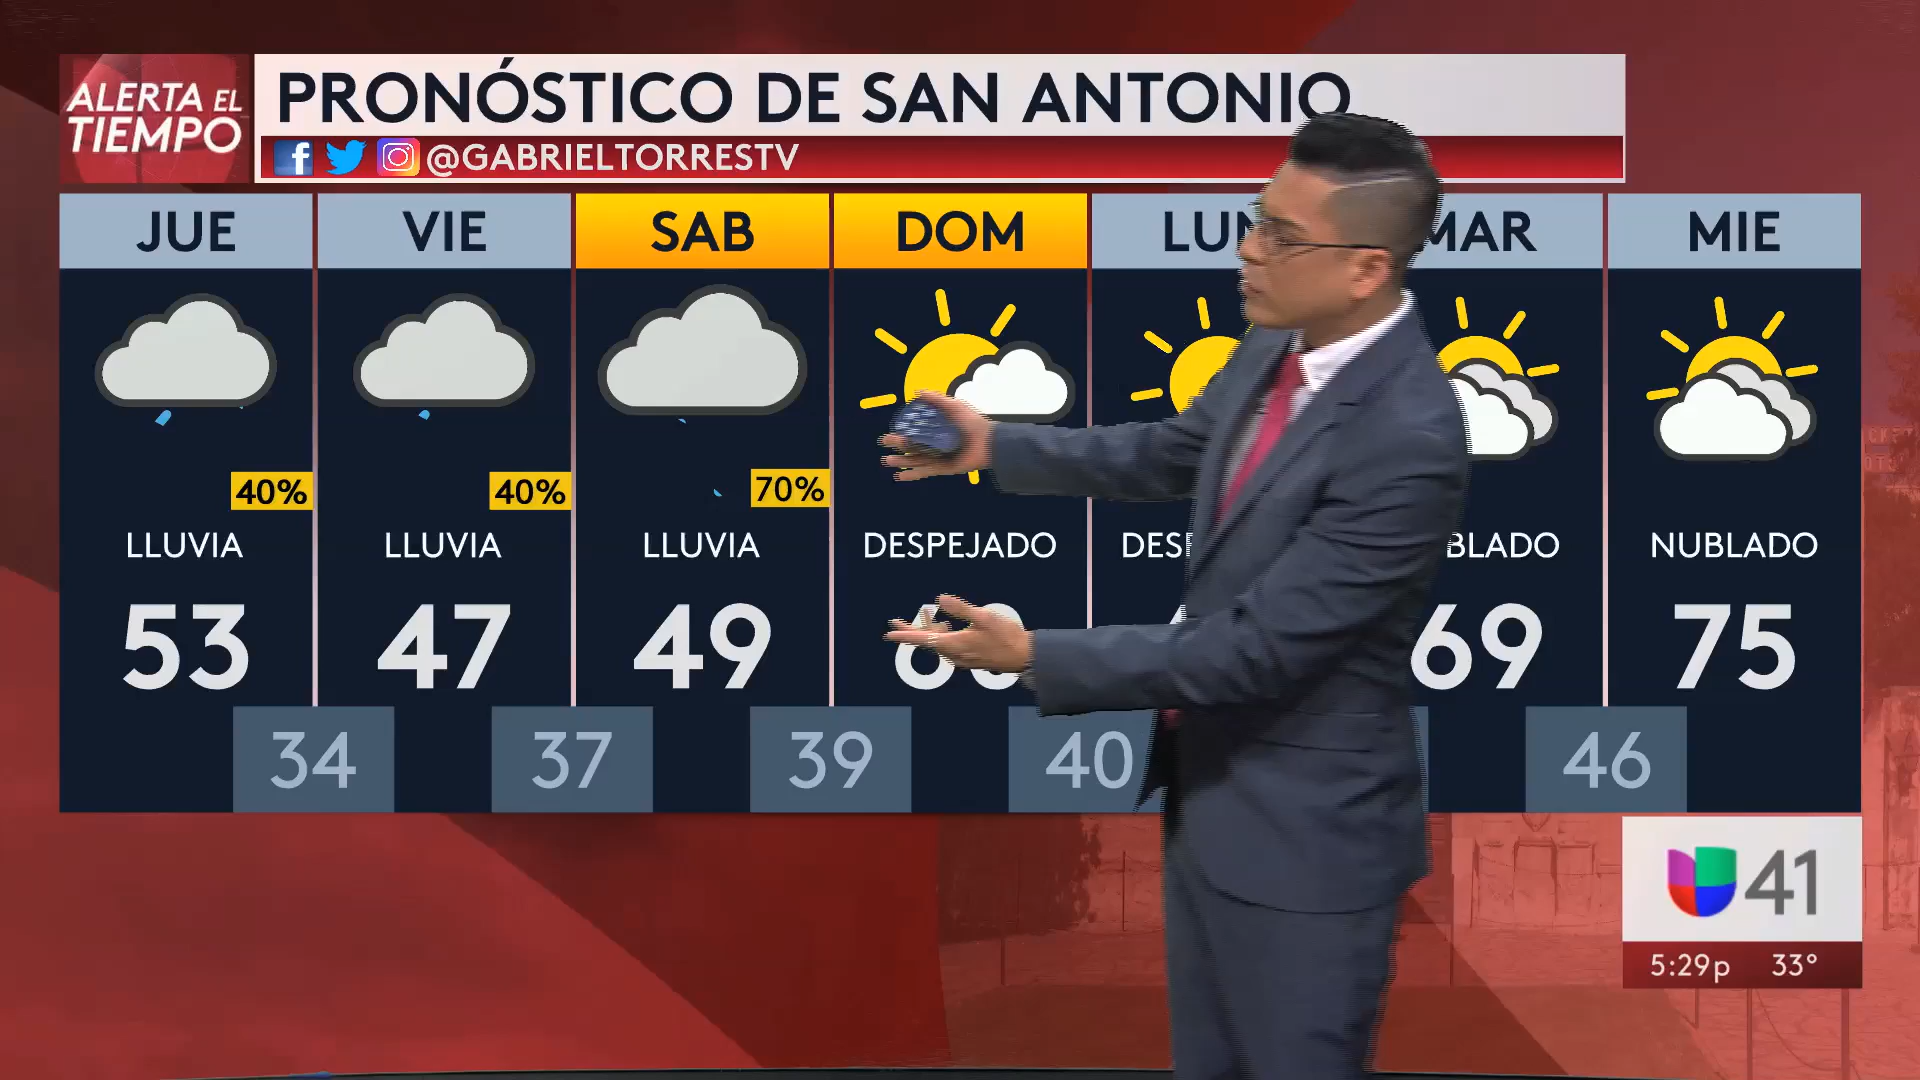 ALERTA EL
TIEMPO
PRONÓSTICO DE SAN ANTONIO
@GABRIELTORRESTV
JUE
VIE
SAB
DOM
MIE
40%
40%
70%
LLUVIA
LLUVIA
LLUVIA
DESPEJADO
NUBLADO
53
47
49
69
75
34
37
39
40
46
41
5:29p 33°